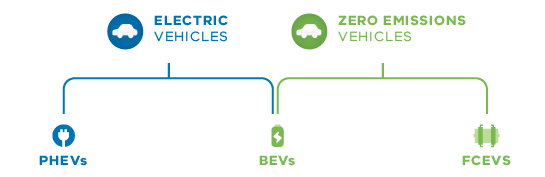 ELECTRIC
VEHICLES
ZERO EMISSIONS
VEHICLES
PHEVs
BEVs
FCEVS